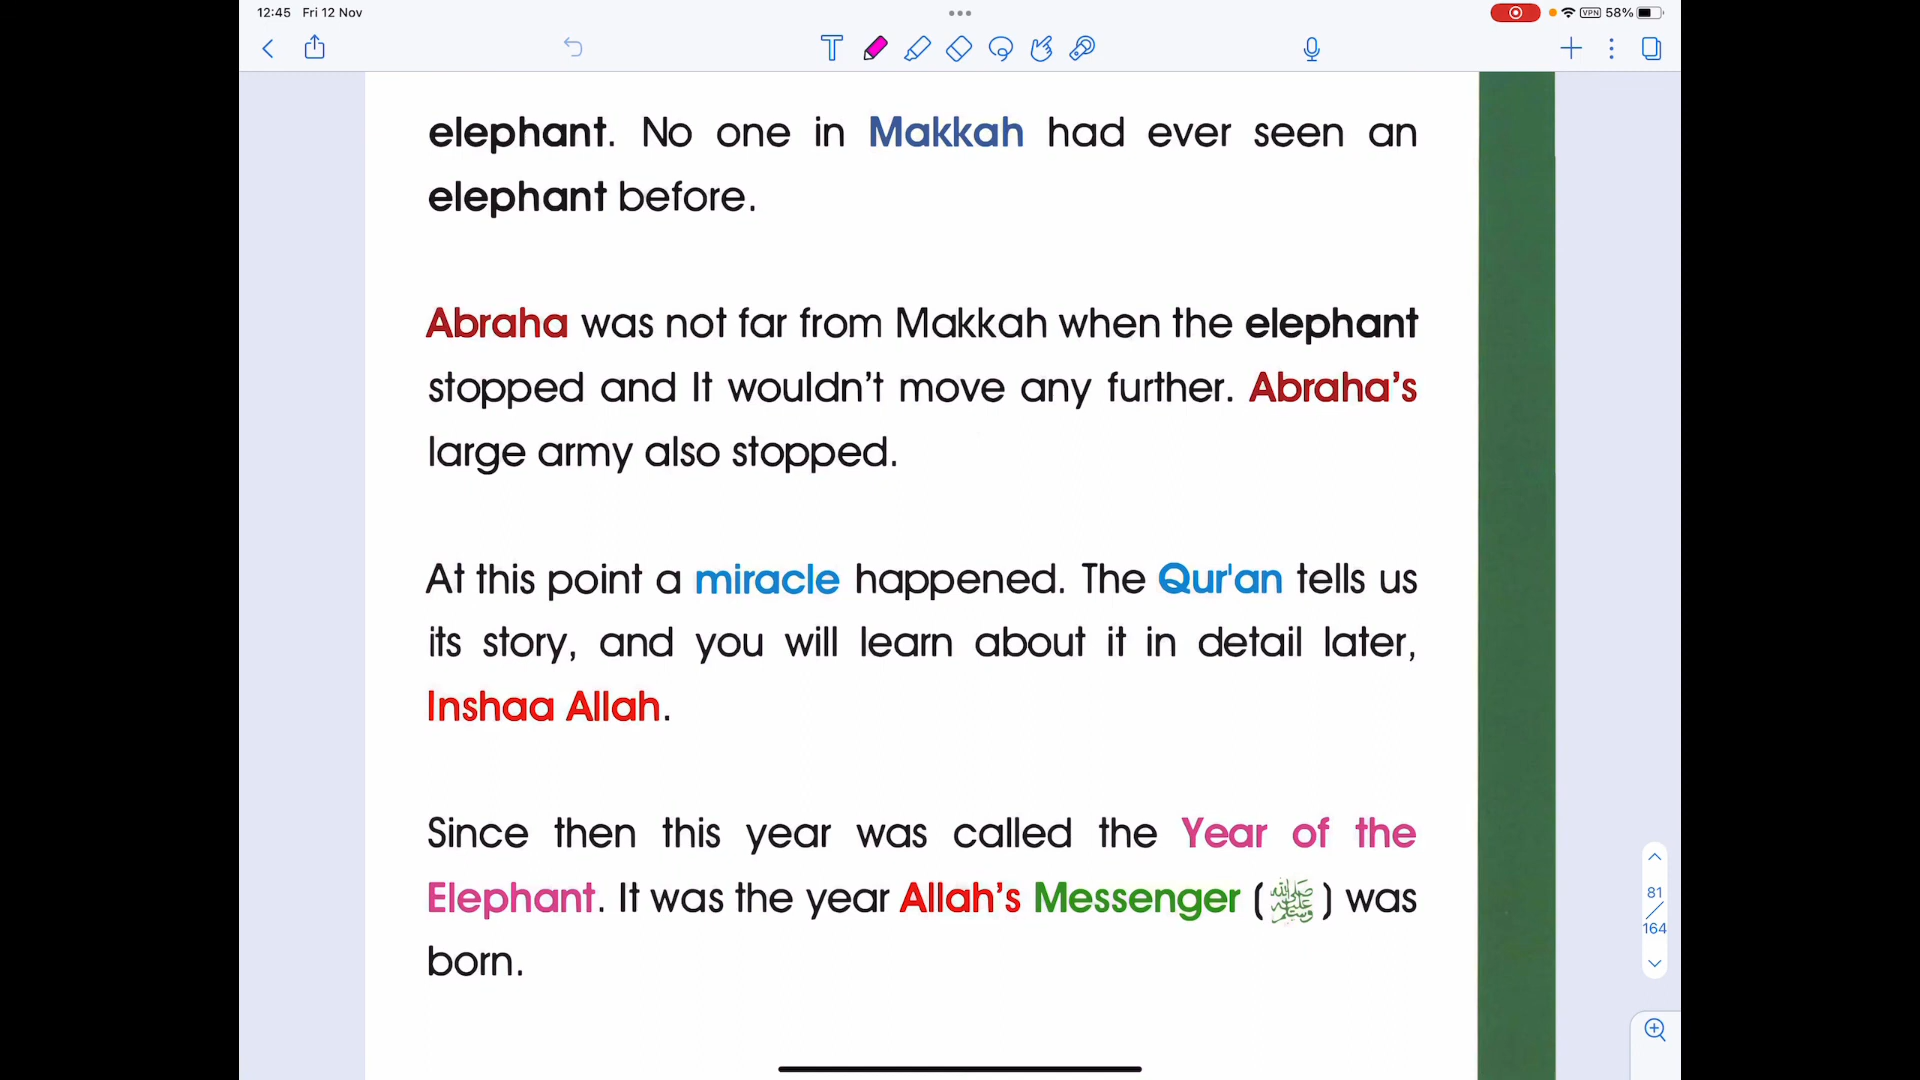 12:45 Fri 12 Nov
VPN 58%
elephant. No one in Makkah had ever seen an
elephant before.
Abraha was not far from Makkah when the elephant
stopped and It wouldn't move any further. Abraha's
large army also stopped.
At this point a miracle happened. The Qur'an tells us
its story, and you will learn about it in detail later,
Inshaa Allah.
Since then this year was called the Year of the
Elephant. It was the year Allah's Messenger (صلى الله عليه وسلم) was
born.
81
164